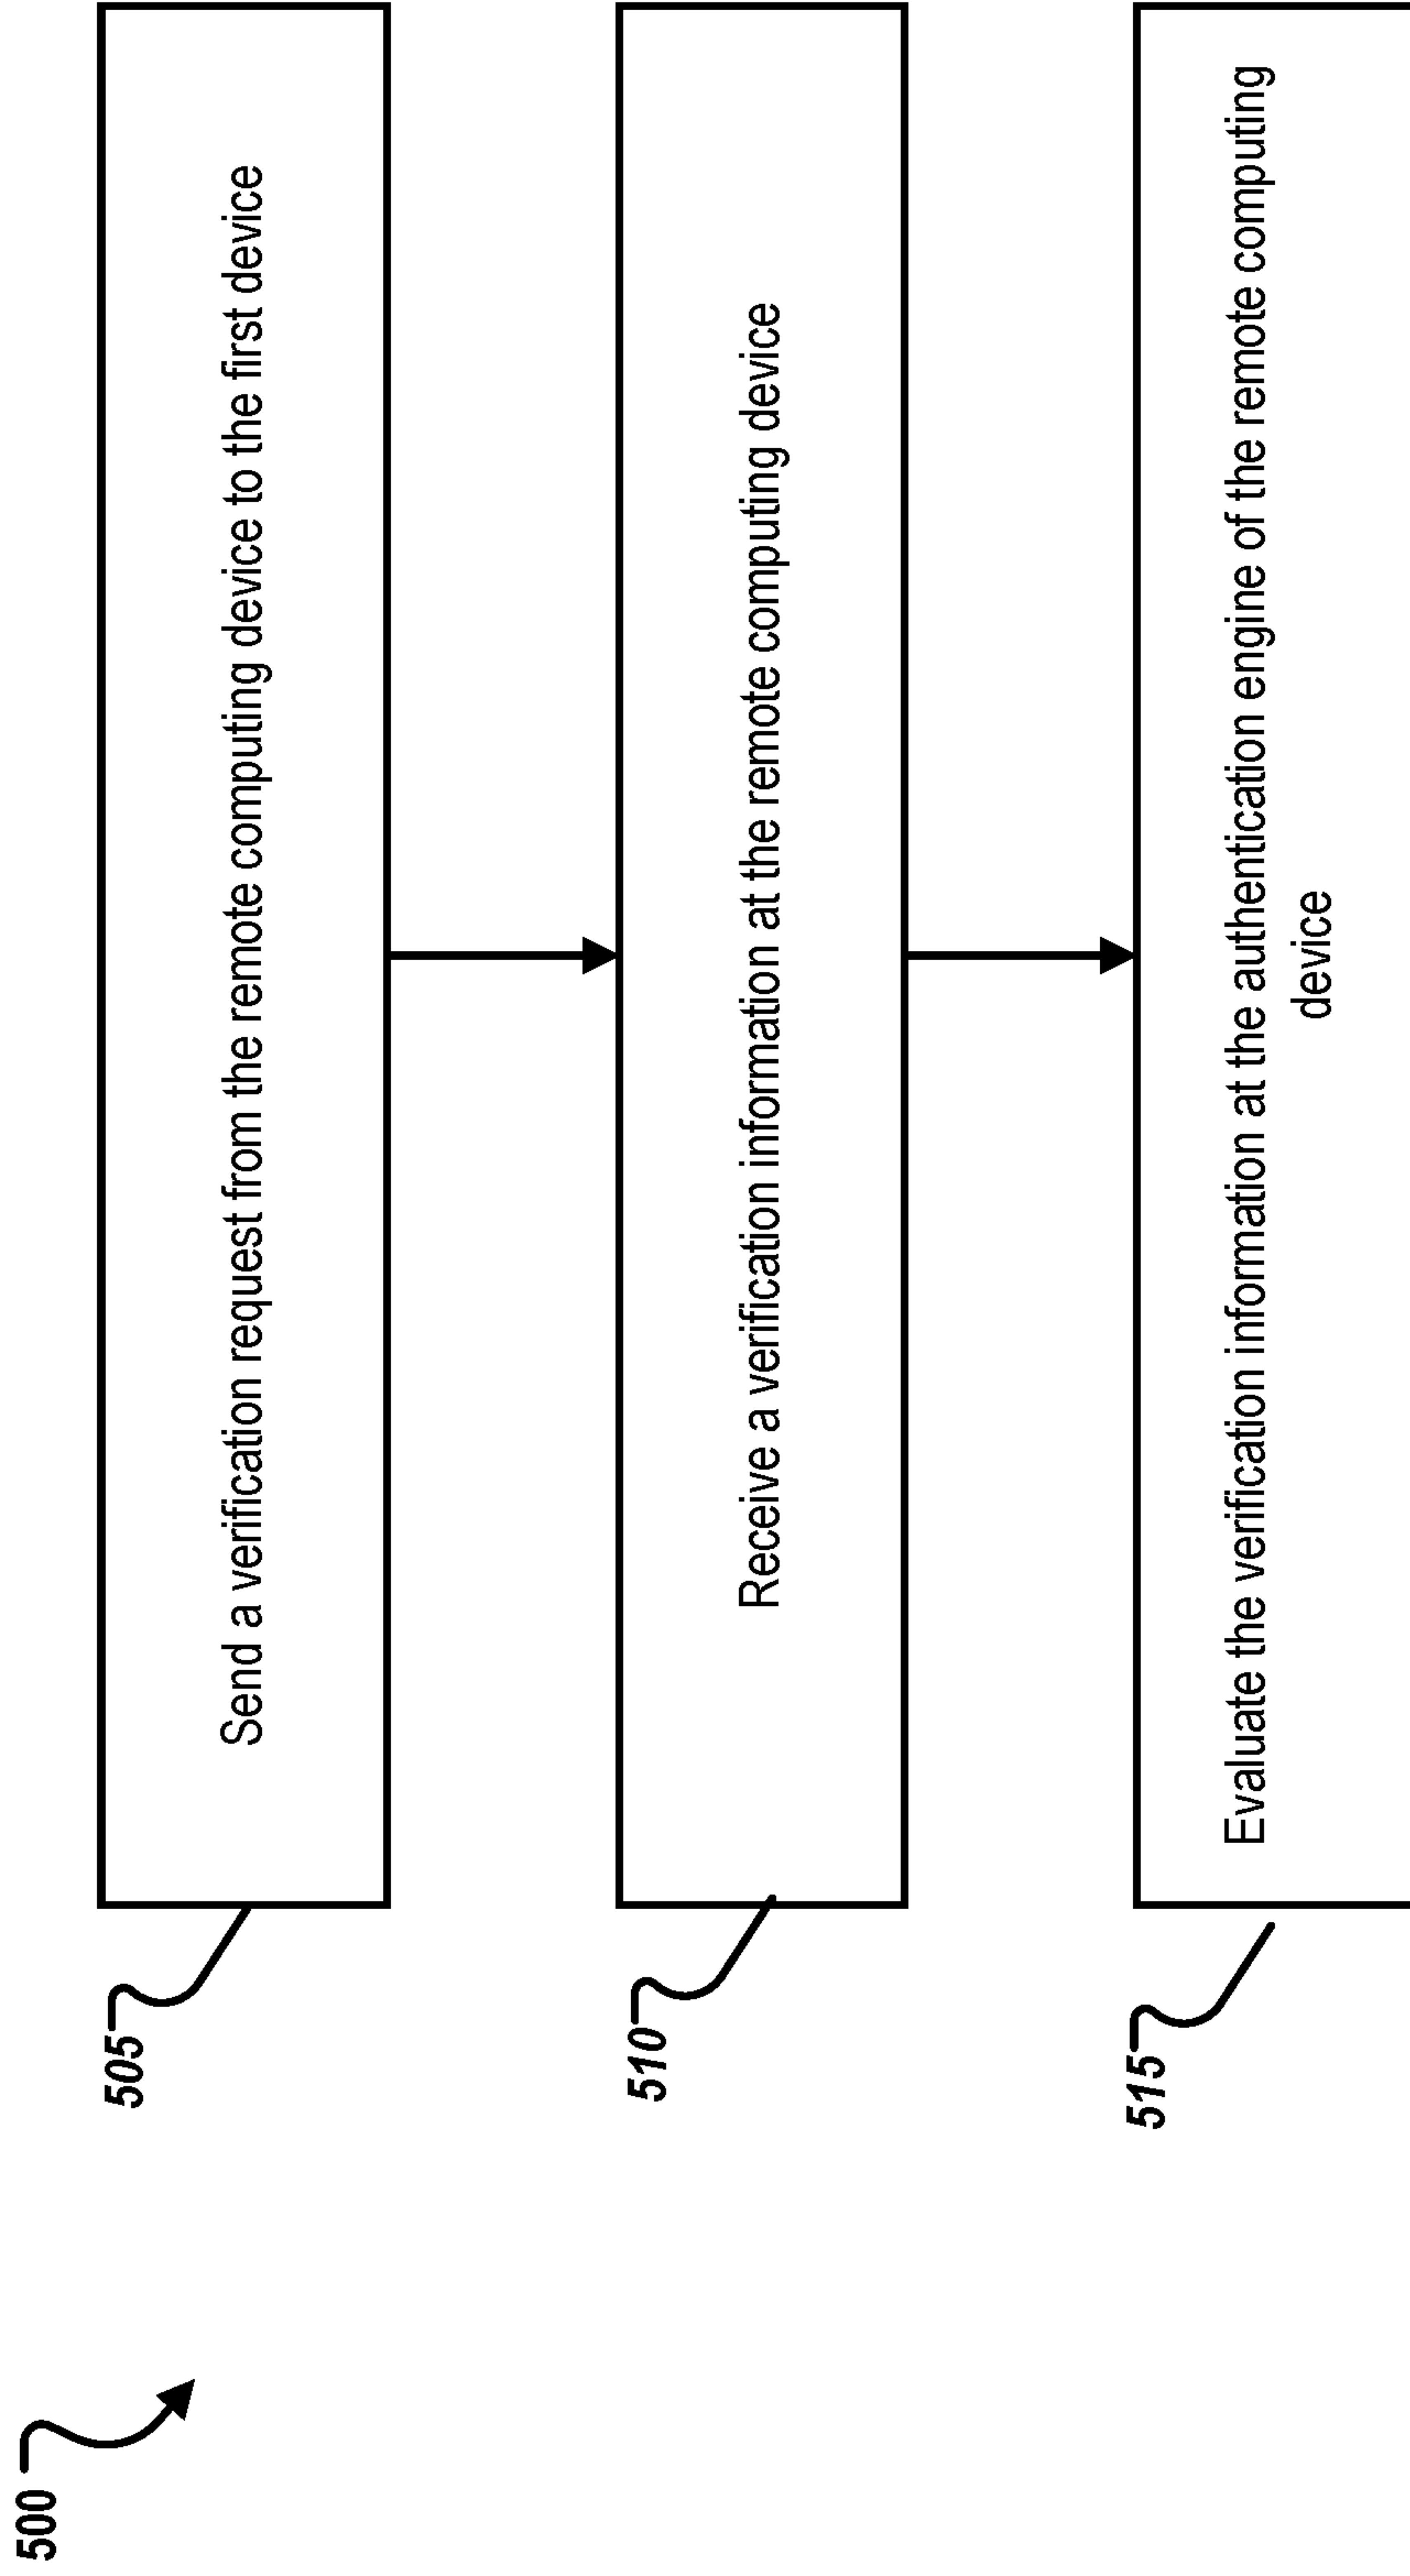 500
505
Send a verification request from the remote computing device to the first device
510
Receive a verification information at the remote computing device
515
Evaluate the verification information at the authentication engine of the remote computing
device